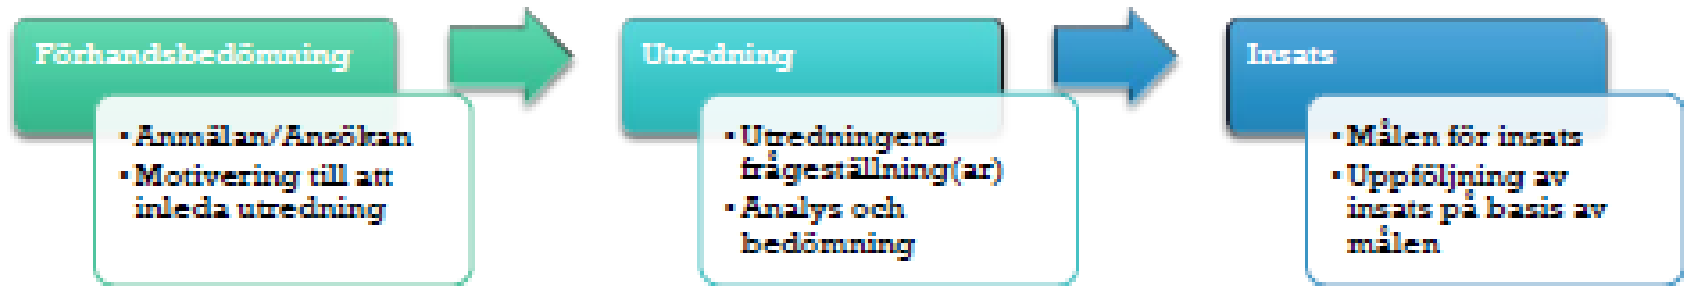 Förhandsbedömning
• Anmälan/Ansökan
• Motivering till att
inleda utredning
Utredning
• Utredningens
frågeställning(ar)
• Analys och
bedömning
Insats
• Målen för insats
• Uppföljning av
insats på basis av
målen